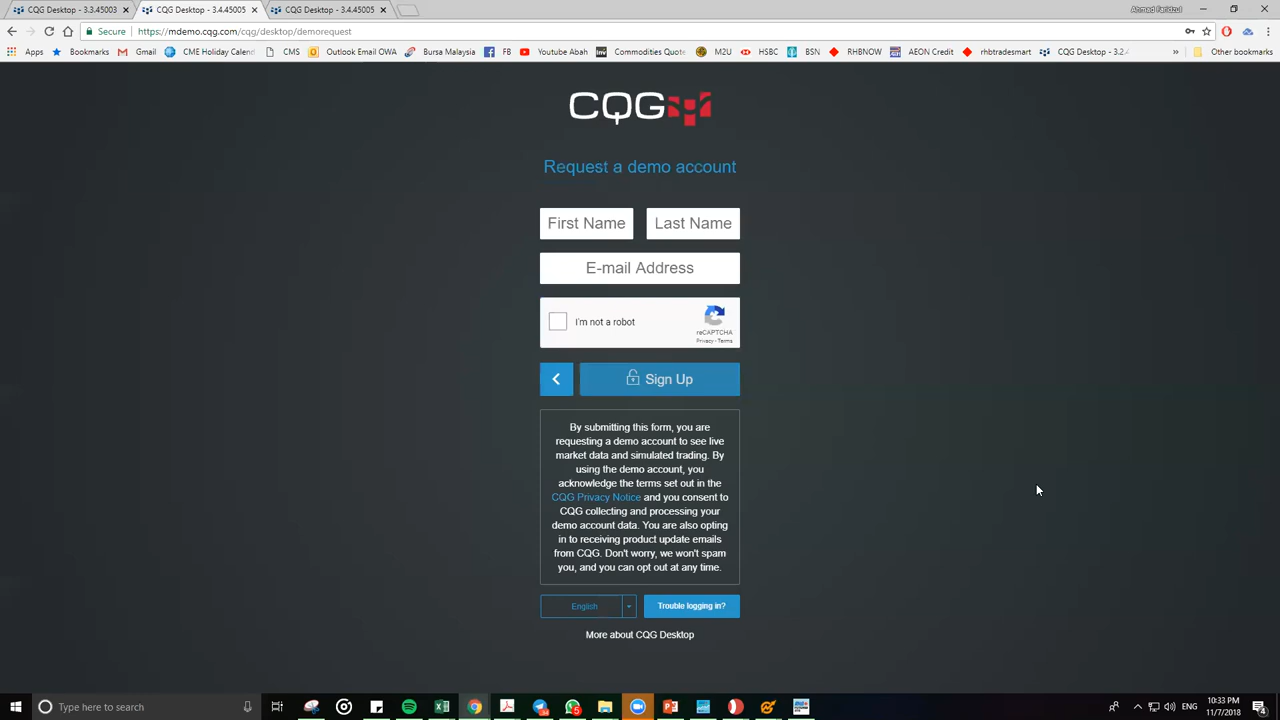 CQG Desktop - 3.3.45003
CQG Desktop - 3.4.45005
CQG Desktop - 3.4.45005
Secure
https://mdemo.cqg.com/cqg/desktop/demorequest
Apps
Bookmarks
Gmail
CME Holiday Calend
CMS
Outlook Email OWA
Bursa Malaysia
FB
Youtube Abah
Commodities Quote
M2U
HSBC
BSN
RHBNOW
AEON Credit
rhbtradesmart
CQG Desktop - 3.2.4
»
Other bookmarks
CQG
Request a demo account
First Name
Last Name
E-mail Address
I'm not a robot
reCAPTCHA
Privacy - Terms
Sign Up
By submitting this form, you are
requesting a demo account to see live
market data and simulated trading. By
using the demo account, you
acknowledge the terms set out in the
CQG Privacy Notice and you consent to
CQG collecting and processing your
demo account data. You are also opting
in to receiving product update emails
from CQG. Don't worry, we won't spam
you, and you can opt out at any time.
English
Trouble logging in?
More about CQG Desktop
Type here to search
ENG
10:33 PM
11/7/2018